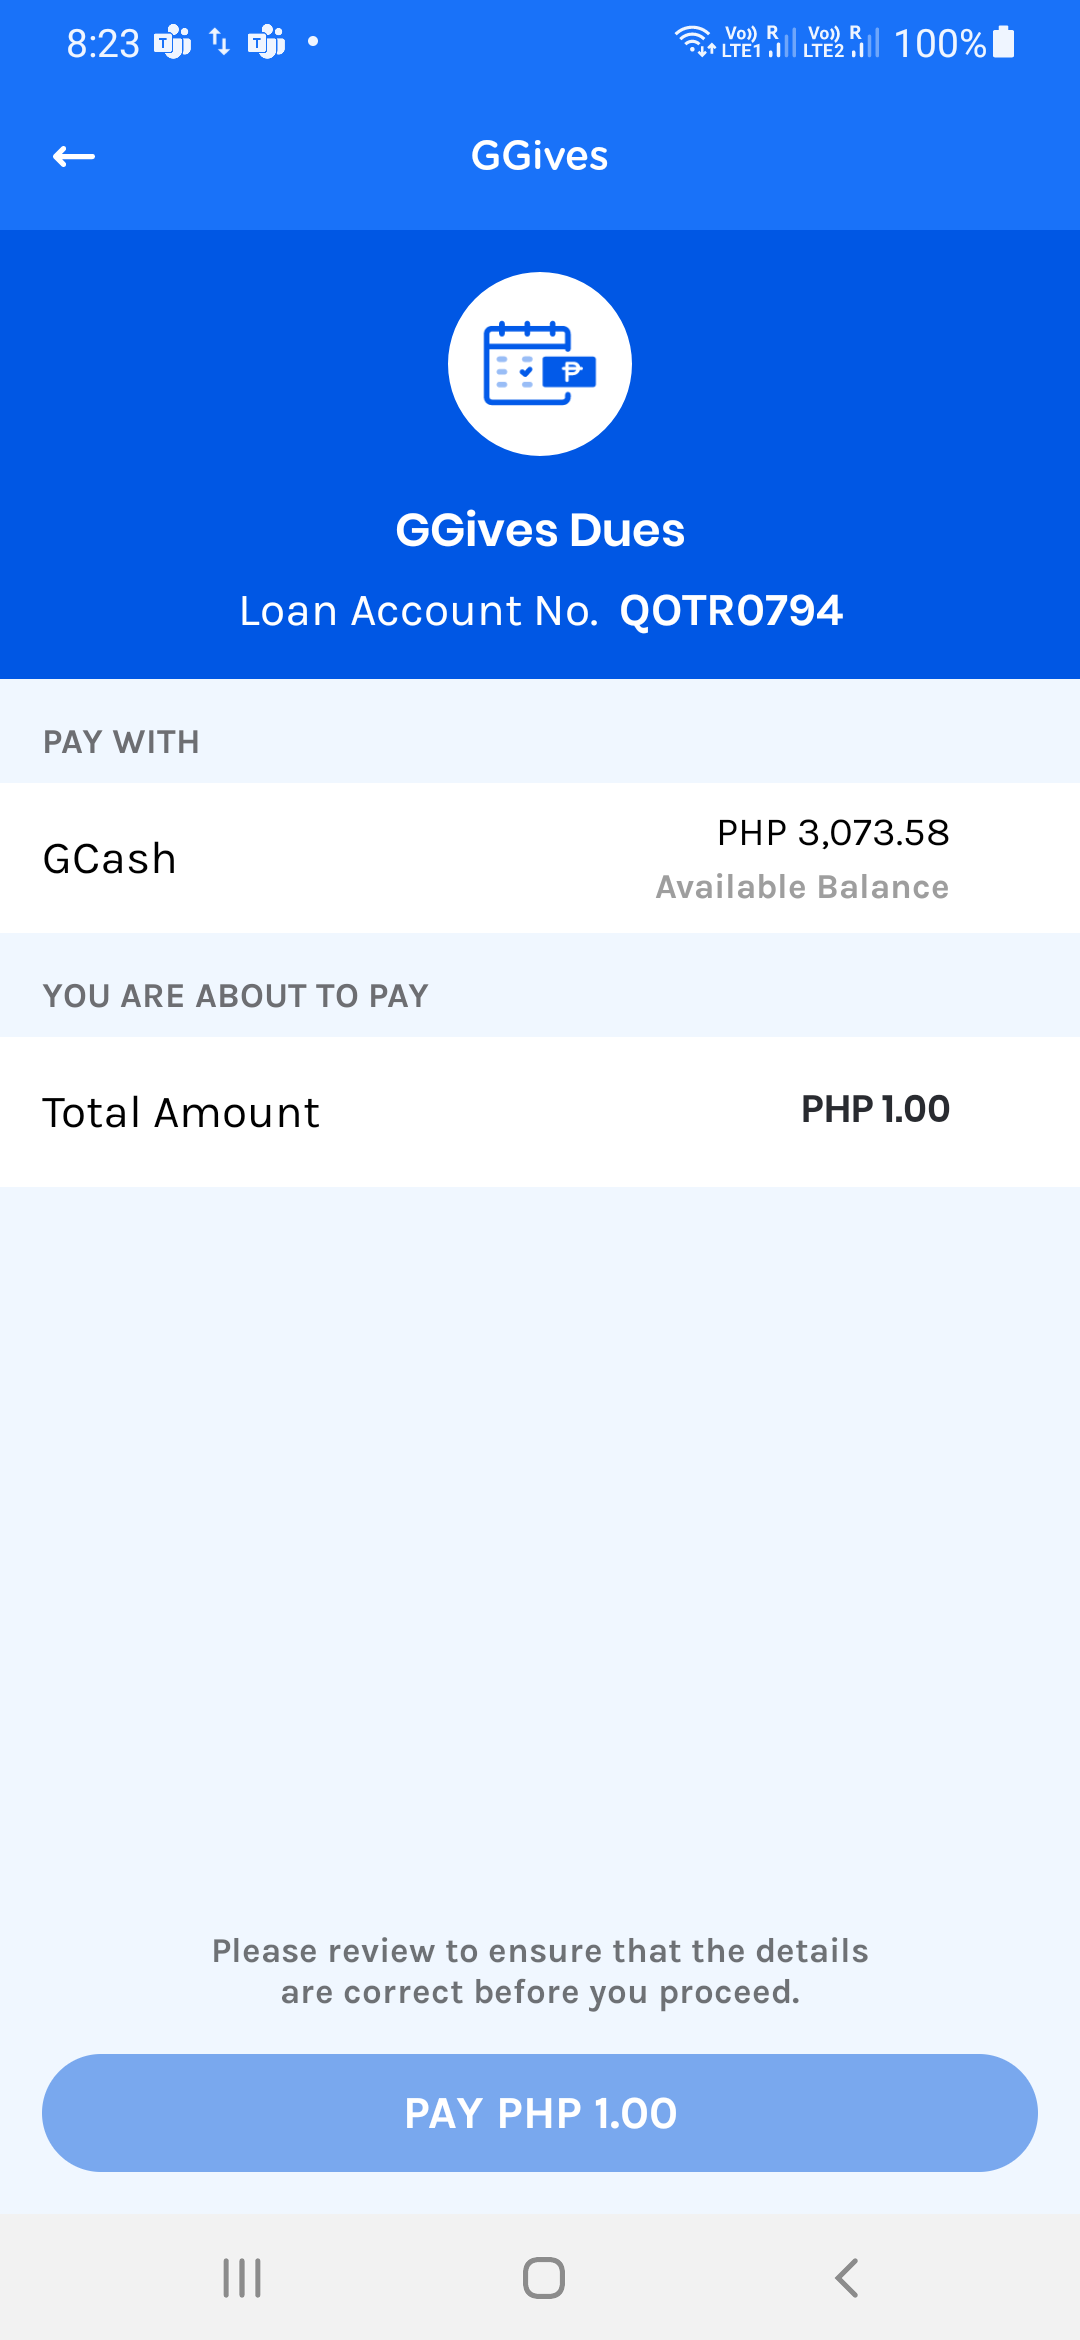 8:23
Vo)) R
LTE1
Vo)) R
LTE2
100%
GGives
₱
GGives Dues
Loan Account No. QOTR0794
PAY WITH
GCash
PHP 3,073.58
Available Balance
YOU ARE ABOUT TO PAY
Total Amount
PHP 1.00
Please review to ensure that the details
are correct before you proceed.
PAY PHP 1.00